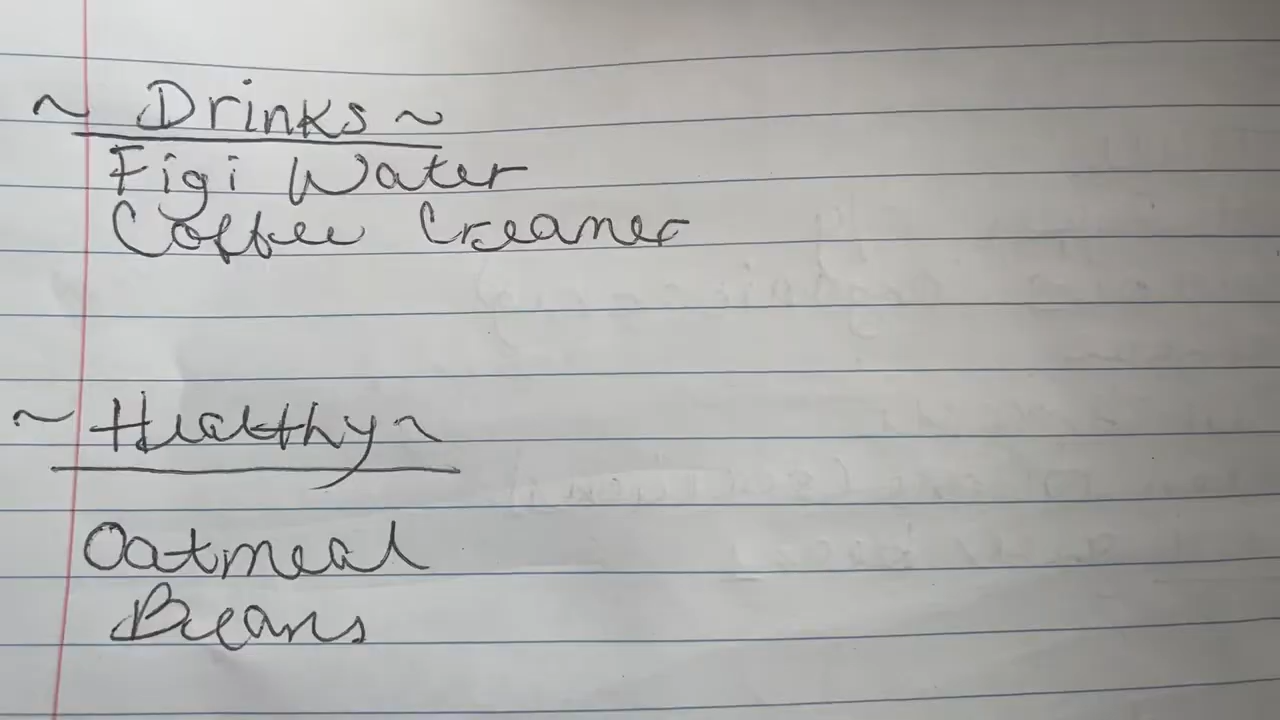 ~ Drinks ~
Figi Water
Coffee Creamer
~ Healthy ~
Oatmeal
Beans